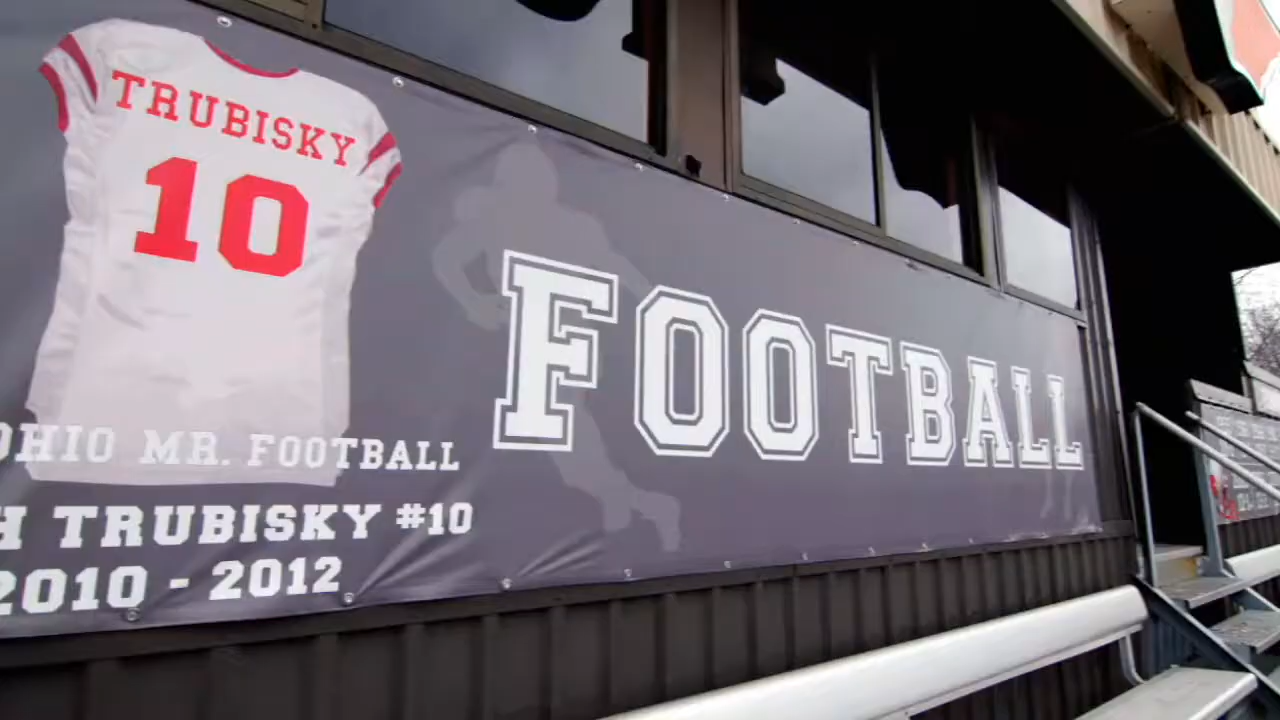 TRUBISKY
10
OHIO MR. FOOTBALL
H TRUBISKY #10
2010 - 2012
FOOTBALL